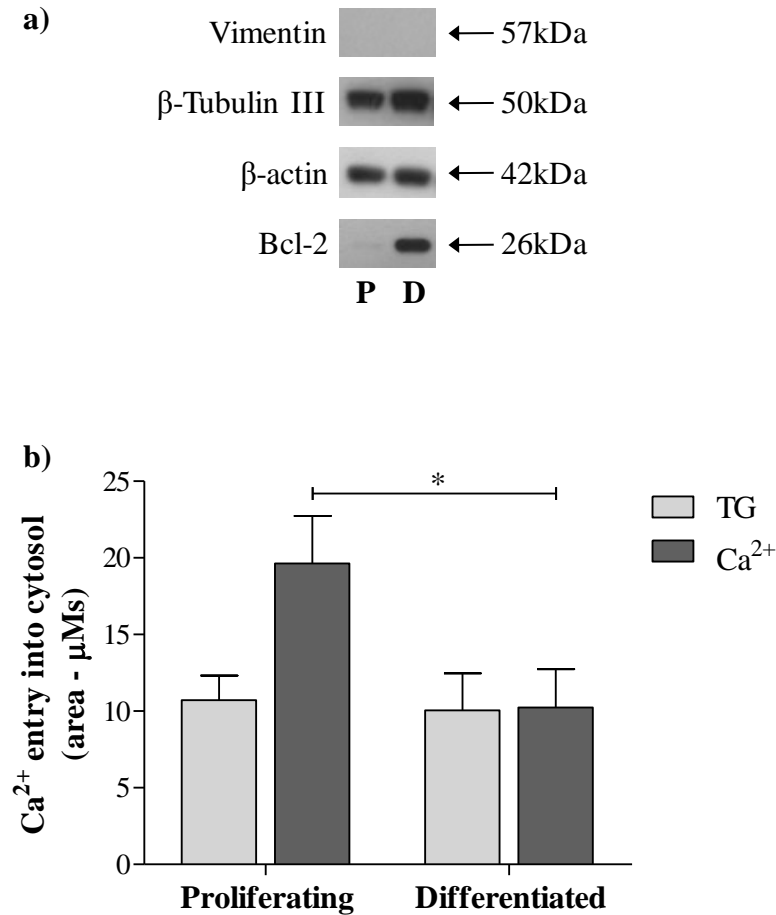 a)
Vimentin ← 57kDa
β-Tubulin III ← 50kDa
β-actin ← 42kDa
Bcl-2 ← 26kDa
P D
b)
Ca²⁺ entry into cytosol
(area - μMs)
25
20
15
10
5
0
*
TG
Ca²⁺
Proliferating Differentiated